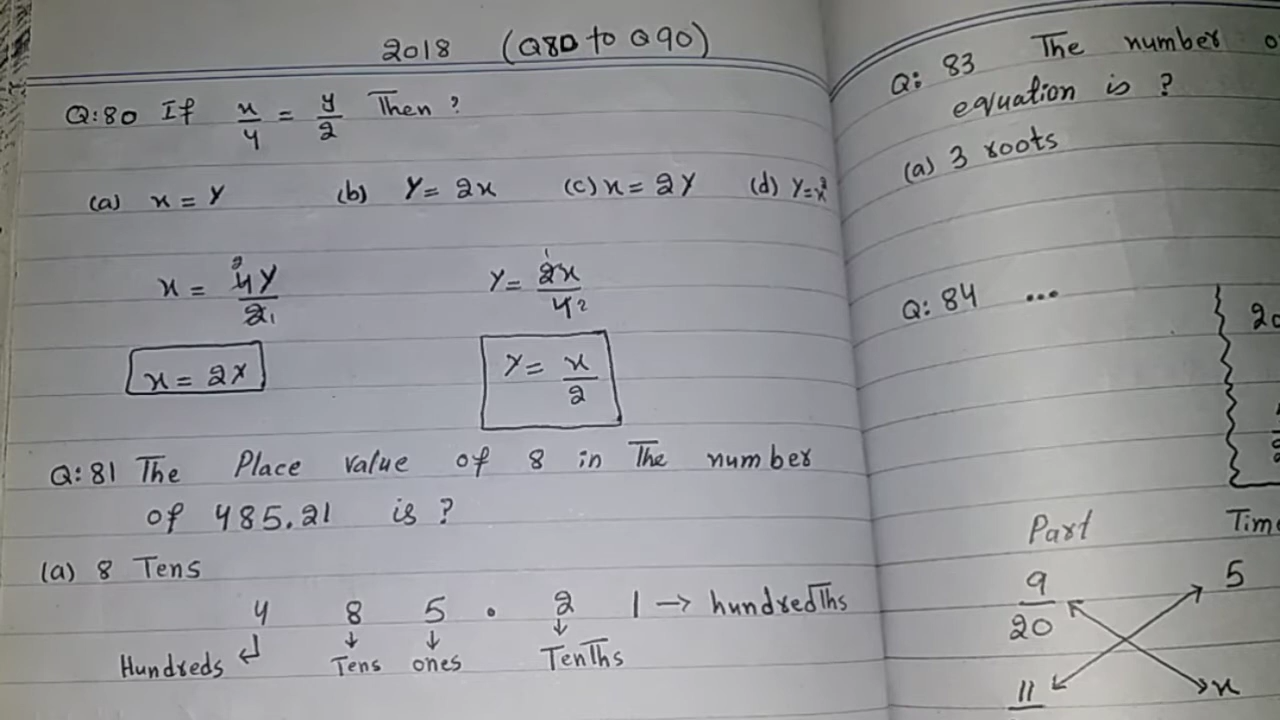 2018 (Q80 to Q90)
Q:80 If x/4 = y/2 Then ?
(a) x = y (b) y = 2x (c) x = 2y (d) y=x²
x = 4y/2 y = 2x/4
x = 2y y = x/2
Q:81 The Place value of 8 in The number
of 485.21 is ?
(a) 8 Tens
4 8 5 . 2 1 → hundredths
Hundreds Tens ones Tenths
Q: 83 The number
equation is ?
(a) 3 roots
Q: 84 ...
Part
9/20 5
11 x